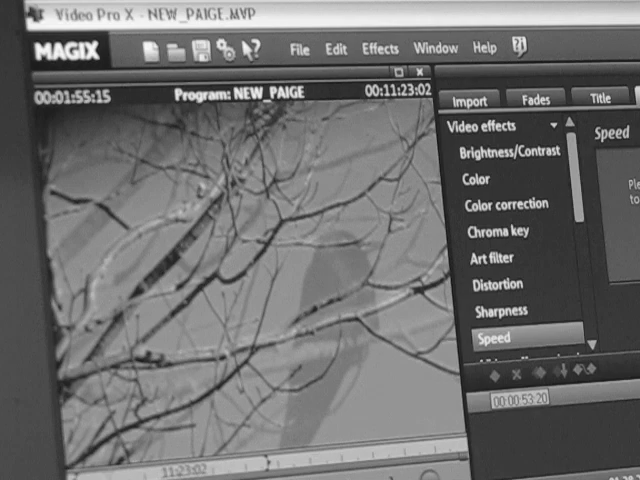 Video Pro X - NEW_PAIGE.MVP
MAGIX File Edit Effects Window Help
00:01:55:15 Program: NEW_PAIGE 00:11:23:02
Import Fades Title
Video effects
Speed
Brightness/Contrast
Color
Color correction
Chroma key
Art filter
Distortion
Sharpness
Speed
00:00:53:20
11:23:02